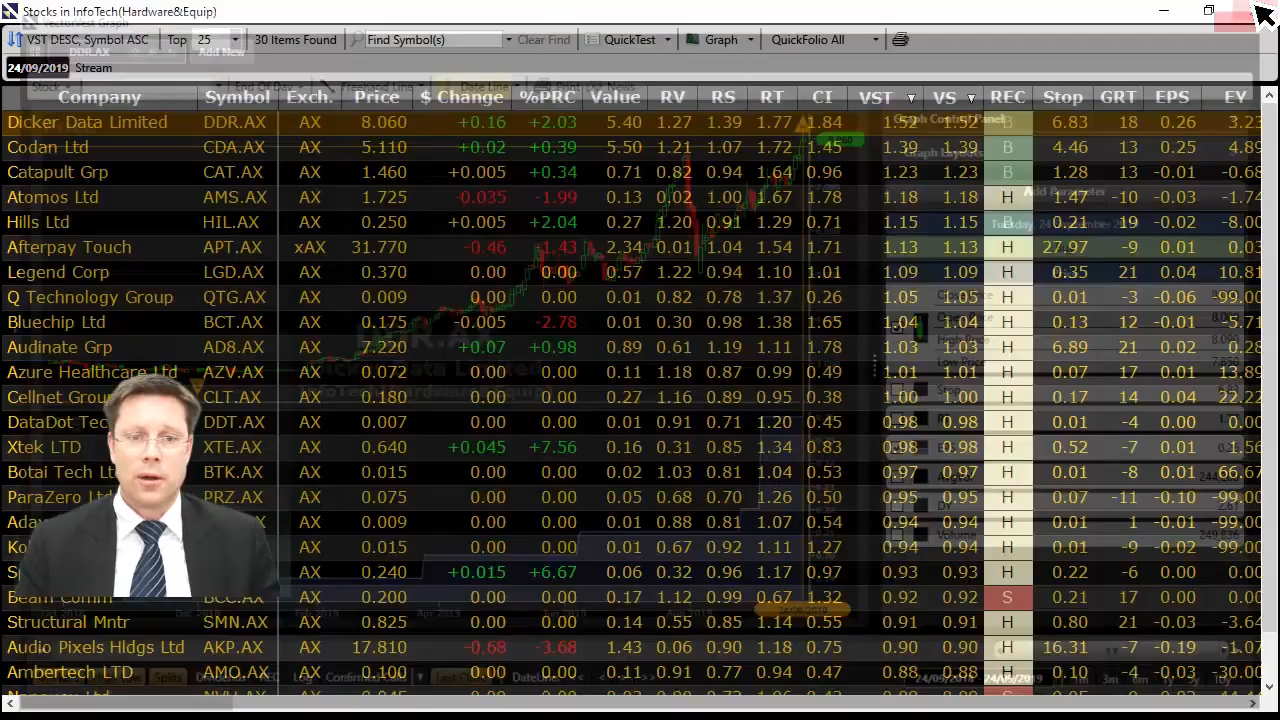 Stocks in !nfoTech(Hardware&Equip)
VectorVest Graph
VST DESC, Symbol ASC Top 25 30 Items Found Find Symbol(s) Clear Find QuickTest Graph QuickFolio All
DDR.AX Add New
24/09/2019 Stream
Stock End Of Day Freehand Line Date Line Print News
Company Symbol Exch. Price $ Change %PRC Value RV RS RT CI VST VS REC Stop GRT EPS EY
Dicker Data Limited DDR.AX AX 8.060 +0.16 +2.03 5.40 1.27 1.39 1.77 1.84 1.52 1.52 B 6.83 18 0.26 3.23
Codan Ltd CDA.AX AX 5.110 +0.02 +0.39 5.50 1.21 1.07 1.72 1.45 1.39 1.39 B 4.46 13 0.25 4.89
Catapult Grp CAT.AX AX 1.460 +0.005 +0.34 0.71 0.82 0.94 1.64 0.96 1.23 1.23 B 1.28 13 -0.01 -0.68
Atomos Ltd AMS.AX AX 1.725 -0.035 -1.99 0.13 0.02 1.00 1.67 1.78 1.18 1.18 H 1.47 -10 -0.03 -1.74
Hills Ltd HIL.AX AX 0.250 +0.005 +2.04 0.27 1.20 0.91 1.29 0.71 1.15 1.15 B 0.21 19 -0.02 -8.00
Afterpay Touch APT.AX xAX 31.770 -0.46 -1.43 2.34 0.01 1.04 1.54 1.71 1.13 1.13 H 27.97 -9 0.01 0.03
Legend Corp LGD.AX AX 0.370 0.00 0.00 0.57 1.22 0.94 1.10 1.01 1.09 1.09 H 0.35 21 0.04 10.81
Q Technology Group QTG.AX AX 0.009 0.00 0.00 0.01 0.82 0.78 1.37 0.26 1.05 1.05 H 0.01 -3 -0.06 -99.00
Bluechip Ltd BCT.AX AX 0.175 -0.005 -2.78 0.01 0.30 0.98 1.38 1.65 1.04 1.04 H 0.13 12 -0.01 -5.71
Audinate Grp AD8.AX AX 7.220 +0.07 +0.98 0.89 0.61 1.19 1.11 1.78 1.03 1.03 H 6.89 21 0.02 0.28
Azure Healthcare Ltd AZV.AX AX 0.072 0.00 0.00 0.11 1.18 0.87 0.99 0.49 1.01 1.01 H 0.07 17 0.01 13.89
Cellnet Group CLT.AX AX 0.180 0.00 0.00 0.27 1.16 0.89 0.95 0.38 1.00 1.00 H 0.17 14 0.04 22.22
DataDot Tec DDT.AX AX 0.007 0.00 0.00 0.01 0.91 0.71 1.20 0.45 0.98 0.98 H 0.01 -4 0.00 0.00
Xtek LTD XTE.AX AX 0.640 +0.045 +7.56 0.16 0.31 0.85 1.34 0.83 0.98 0.98 H 0.52 -7 -0.01 -1.56
Botai Tech Lt BTK.AX AX 0.015 0.00 0.00 0.02 1.03 0.81 1.04 0.53 0.97 0.97 H 0.01 -8 0.01 66.67
ParaZero Ltd PRZ.AX AX 0.075 0.00 0.00 0.05 0.68 0.70 1.26 0.50 0.95 0.95 H 0.07 -11 -0.10 -99.00
Ada AX 0.009 0.00 0.00 0.01 0.88 0.81 1.07 0.54 0.94 0.94 H 0.01 1 -0.01 -99.00
Ko AX 0.015 0.00 0.00 0.01 0.67 0.92 1.11 1.27 0.94 0.94 H 0.01 -9 -0.02 -99.00
Sp AX 0.240 +0.015 +6.67 0.06 0.32 0.96 1.17 0.97 0.93 0.93 H 0.22 -6 0.00 0.00
Beam Comm BCC.AX AX 0.200 0.00 0.00 0.17 1.12 0.99 0.67 1.32 0.92 0.92 S 0.21 17 0.00 0.00
Structural Mntr SMN.AX AX 0.825 0.00 0.00 0.14 0.55 0.85 1.14 0.65 0.91 0.91 H 0.80 21 -0.03 -3.64
Audio Pixels Hldgs Ltd AKP.AX AX 17.810 -0.68 -3.68 1.43 0.06 0.90 1.18 0.75 0.90 0.90 H 16.31 -7 -0.19 -1.07
Ambertech LTD AMO.AX AX 0.100 0.00 0.00 0.11 0.91 0.77 0.94 0.47 0.88 0.88 H 0.10 -4 -0.03 -30.00